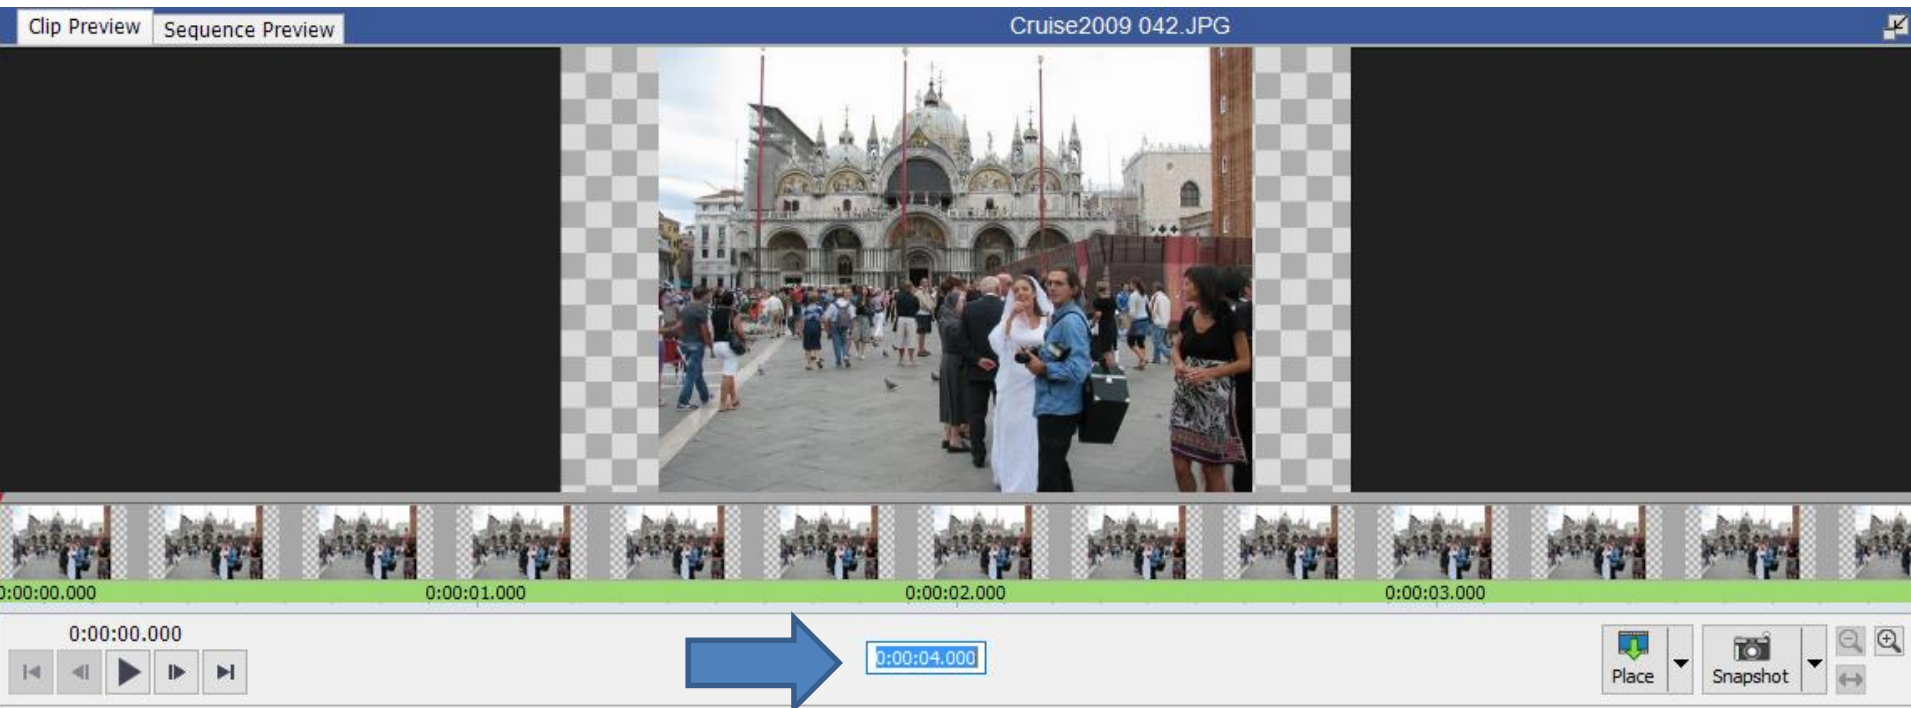 Clip Preview
Sequence Preview
Cruise2009 042.JPG
0:00:00.000
0:00:01.000
0:00:02.000
0:00:03.000
0:00:00.000
0:00:04.000
Place
Snapshot